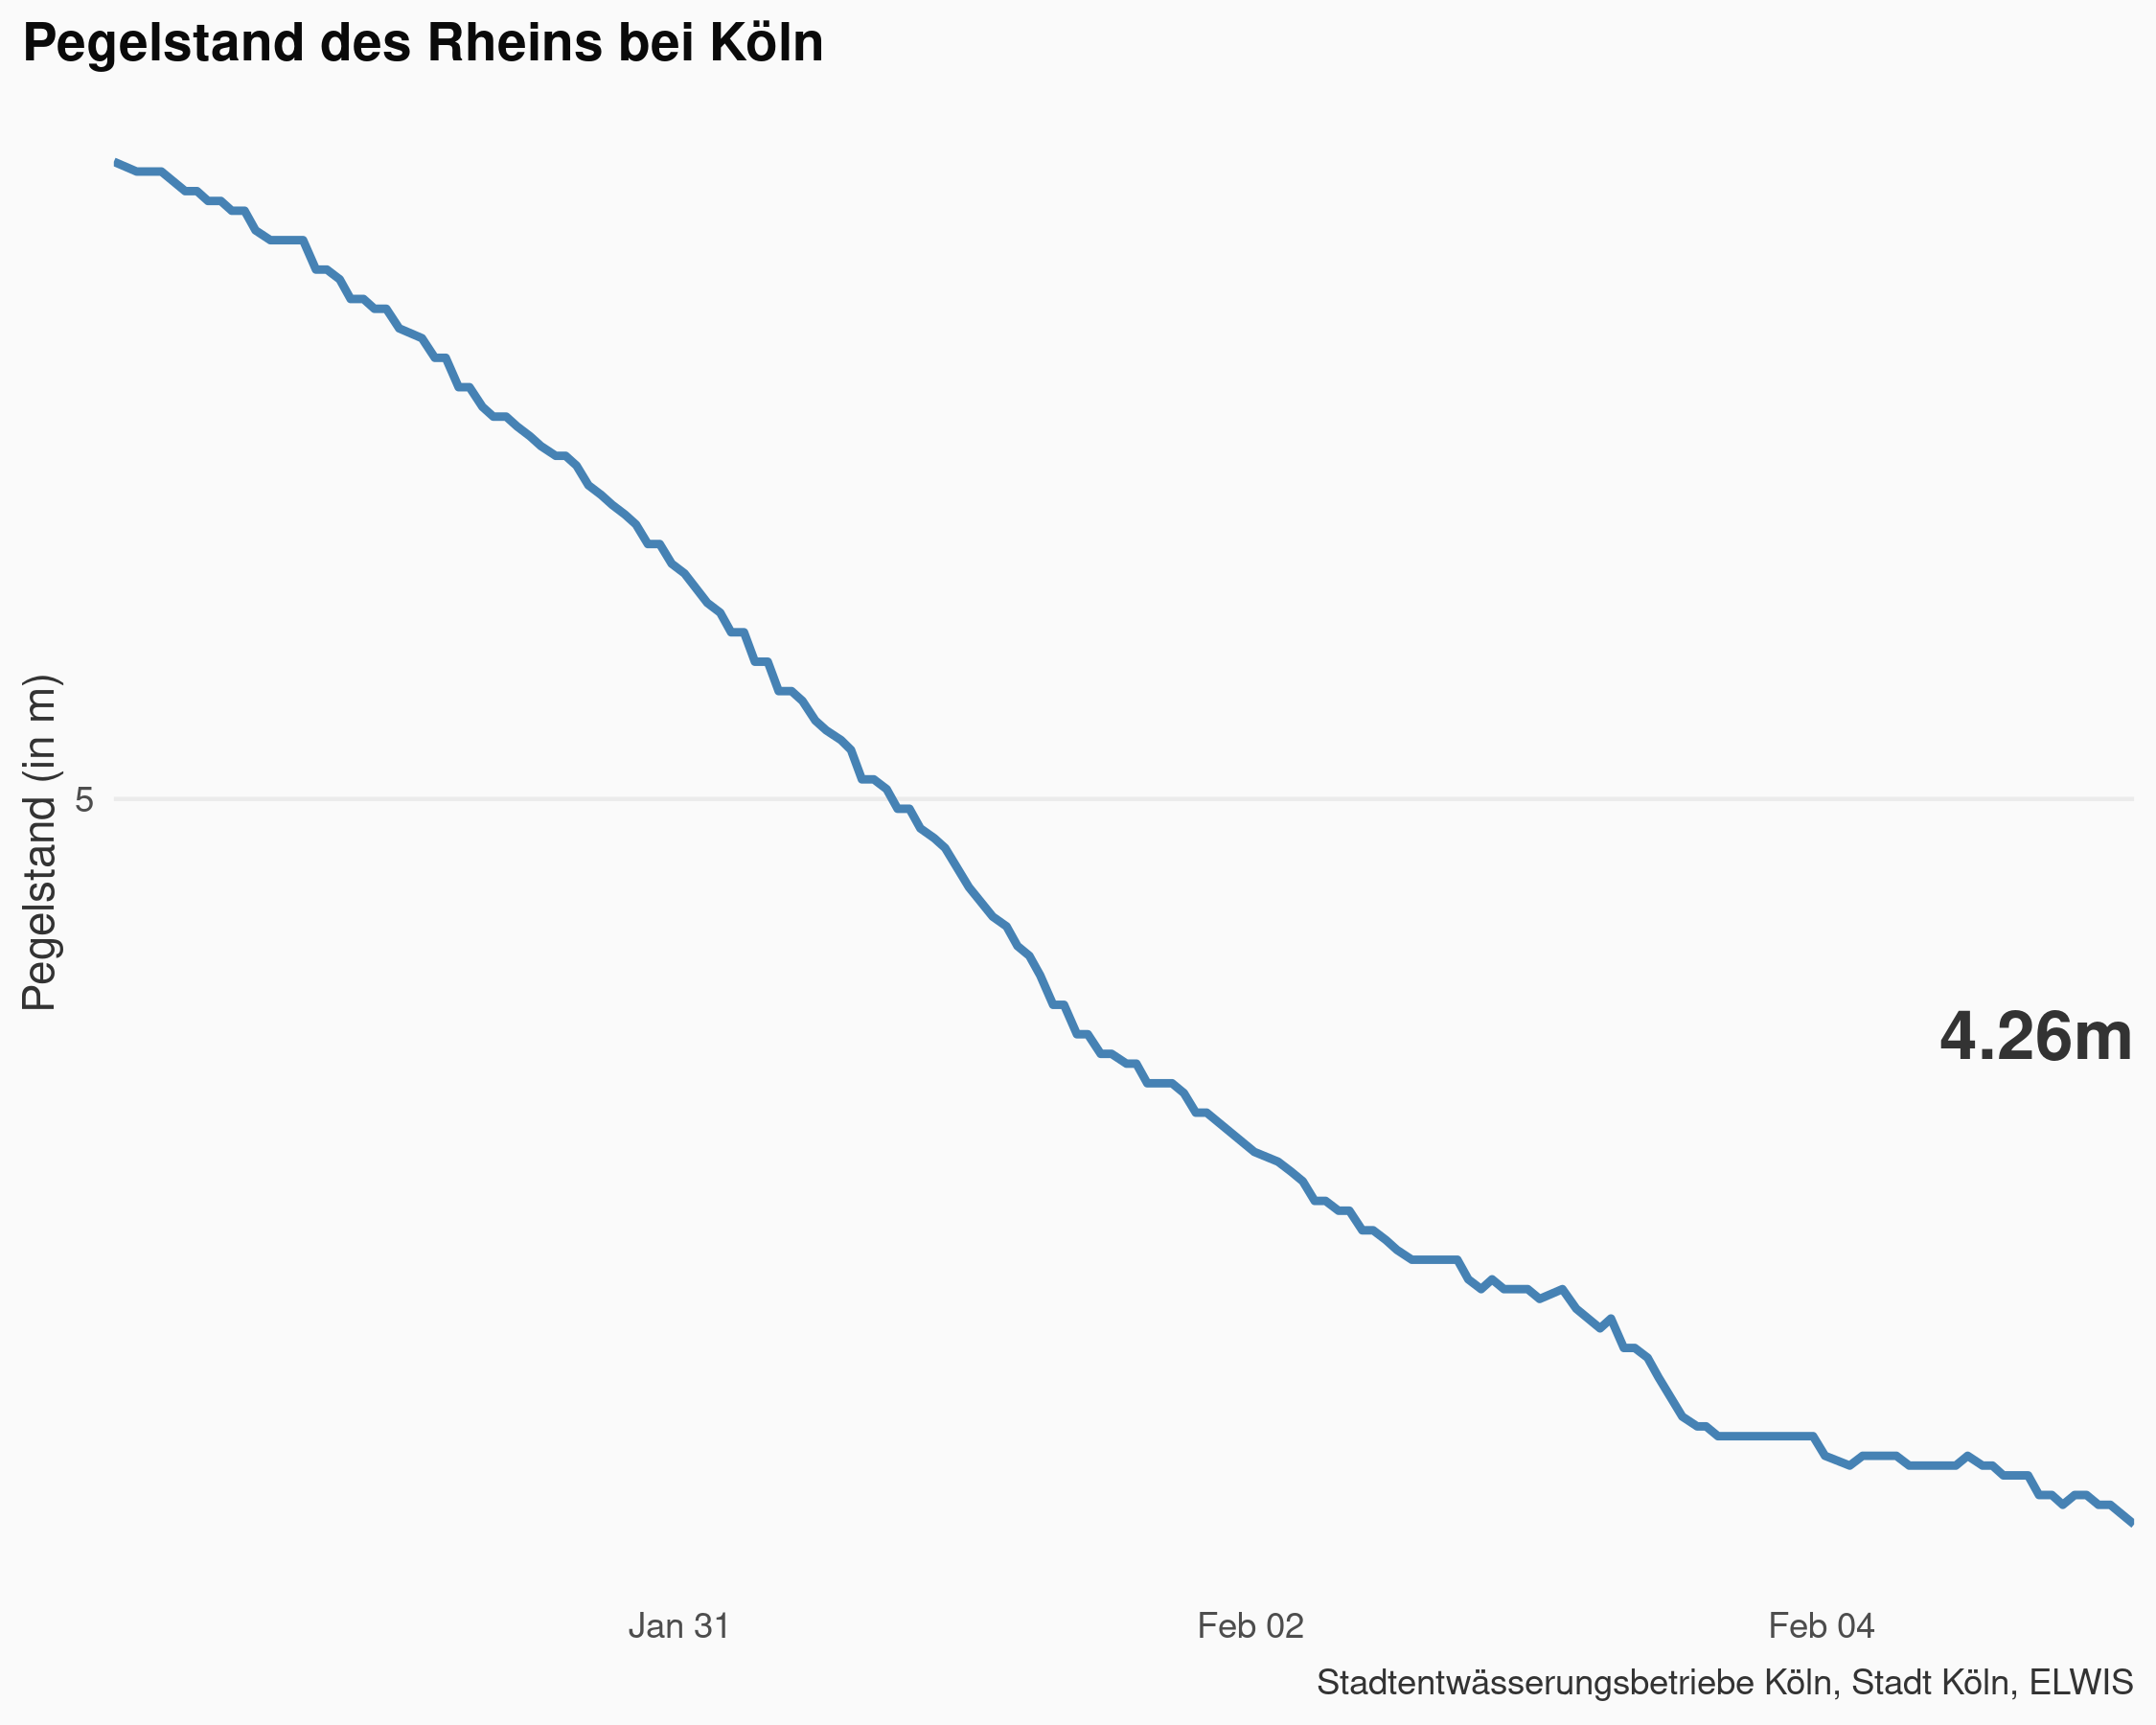 Pegelstand des Rheins bei Köln
Pegelstand (in m)
5
4.26m
Jan 31
Feb 02
Feb 04
Stadtentwässerungsbetriebe Köln, Stadt Köln, ELWIS